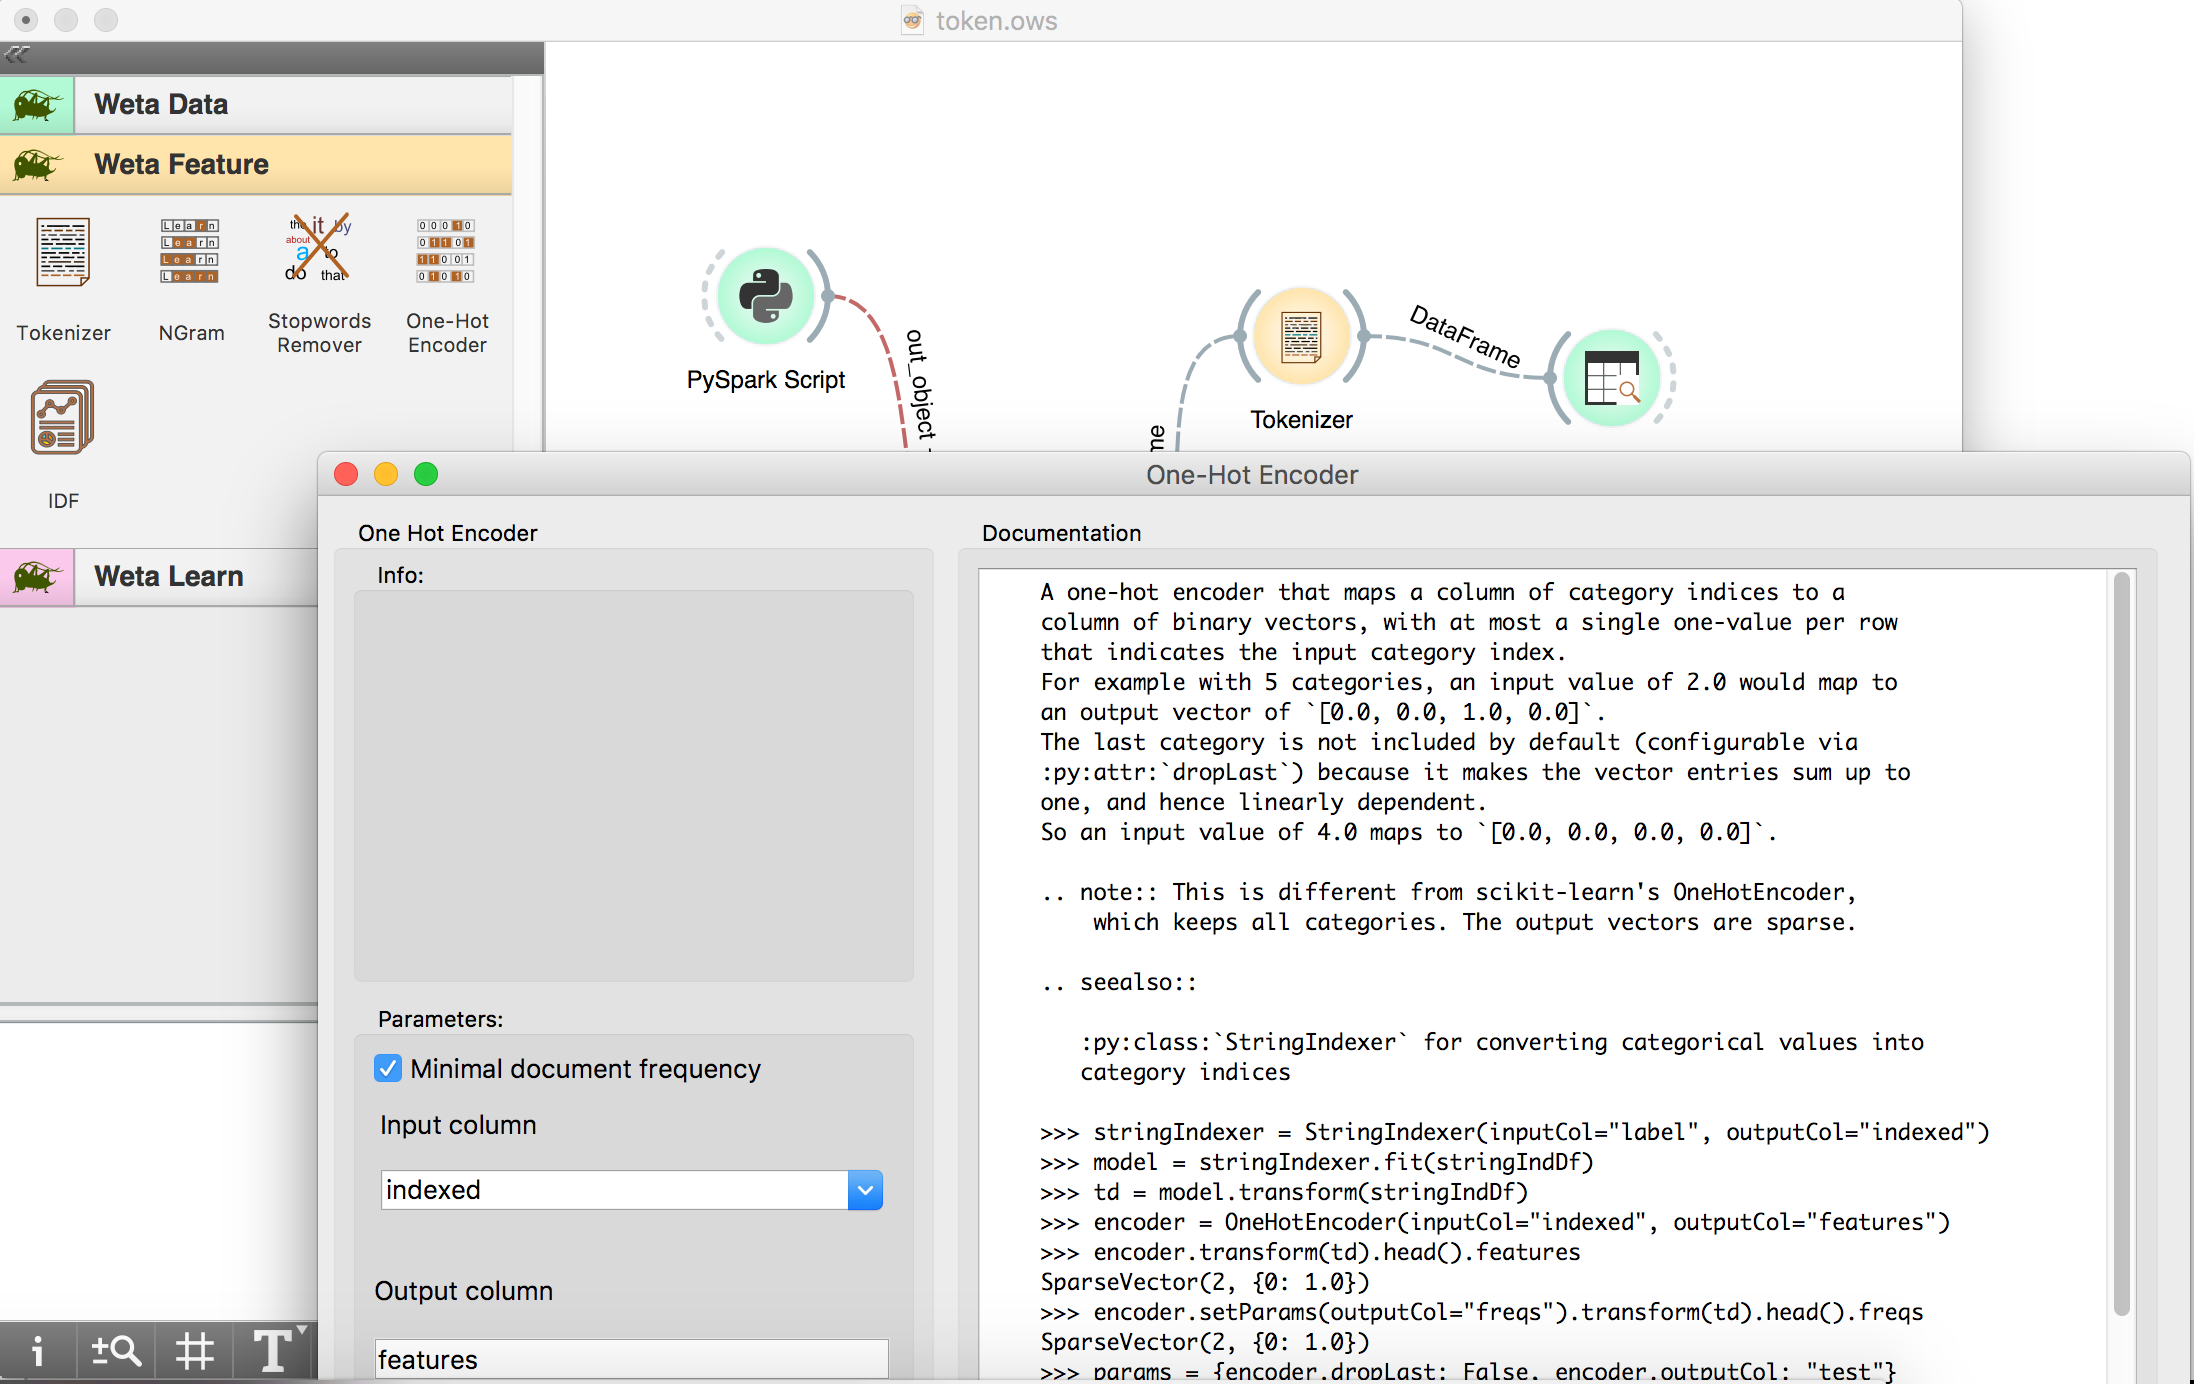 token.ows
Weta Data
Weta Feature
Tokenizer
NGram
Stopwords
Remover
One-Hot
Encoder
IDF
Weta Learn
PySpark Script
out_object
Tokenizer
DataFrame
me
One-Hot Encoder
One Hot Encoder
Info:
Parameters:
Minimal document frequency
Input column
indexed
Output column
features
Documentation
A one-hot encoder that maps a column of category indices to a
column of binary vectors, with at most a single one-value per row
that indicates the input category index.
For example with 5 categories, an input value of 2.0 would map to
an output vector of `[0.0, 0.0, 1.0, 0.0]`.
The last category is not included by default (configurable via
:py:attr:`dropLast`) because it makes the vector entries sum up to
one, and hence linearly dependent.
So an input value of 4.0 maps to `[0.0, 0.0, 0.0, 0.0]`.
.. note:: This is different from scikit-learn's OneHotEncoder,
which keeps all categories. The output vectors are sparse.
.. seealso::
:py:class:`StringIndexer` for converting categorical values into
category indices
>>> stringIndexer = StringIndexer(inputCol="label", outputCol="indexed")
>>> model = stringIndexer.fit(stringIndDf)
>>> td = model.transform(stringIndDf)
>>> encoder = OneHotEncoder(inputCol="indexed", outputCol="features")
>>> encoder.transform(td).head().features
SparseVector(2, {0: 1.0})
>>> encoder.setParams(outputCol="freqs").transform(td).head().freqs
SparseVector(2, {0: 1.0})
>>> params = {encoder.dropLast: False, encoder.outputCol: "test"}